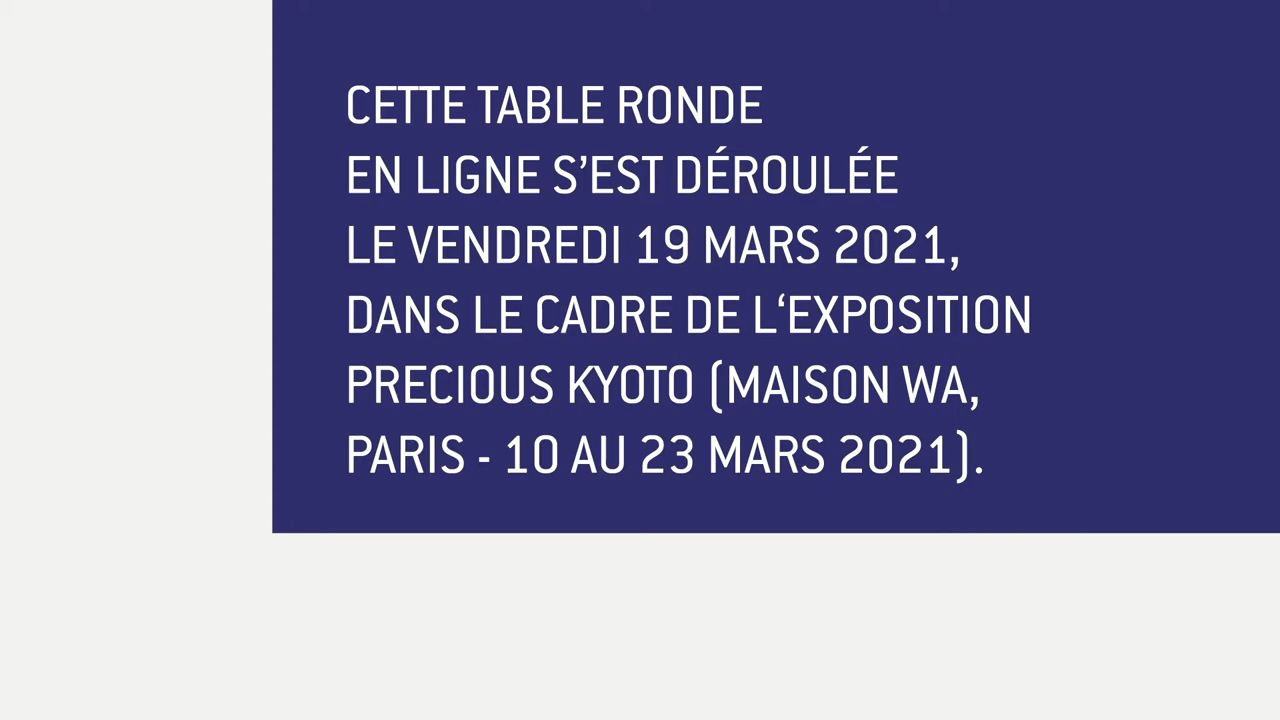 CETTE TABLE RONDE
EN LIGNE S’EST DÉROULÉE
LE VENDREDI 19 MARS 2021,
DANS LE CADRE DE L‘EXPOSITION
PRECIOUS KYOTO (MAISON WA,
PARIS - 10 AU 23 MARS 2021).